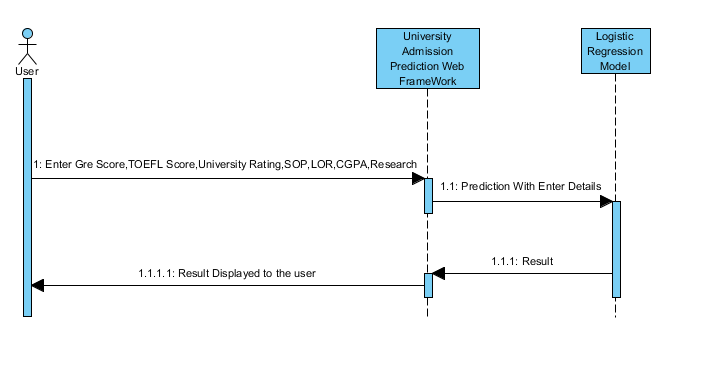 User
University
Admission
Prediction Web
FrameWork
Logistic
Regression
Model
1: Enter Gre Score,TOEFL Score,University Rating,SOP,LOR,CGPA,Research
1.1: Prediction With Enter Details
1.1.1: Result
1.1.1.1: Result Displayed to the user